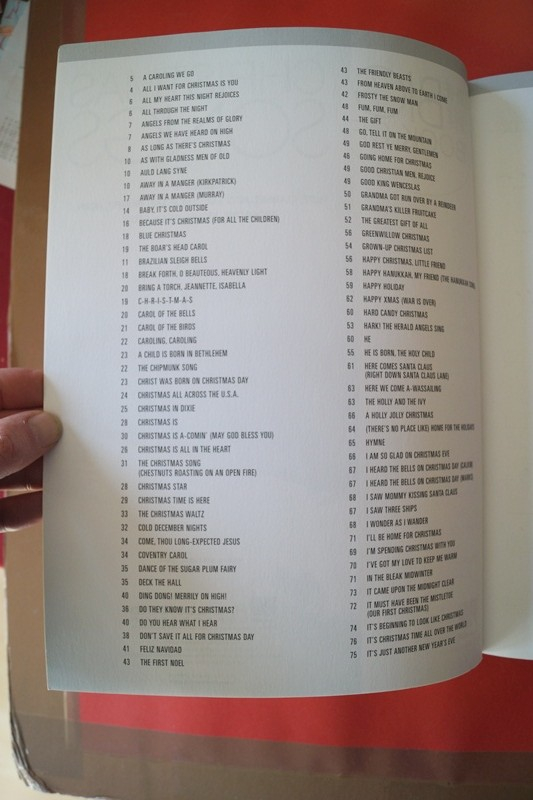 5 A CAROLING WE GO
4 ALL I WANT FOR CHRISTMAS IS YOU
6 ALL MY HEART THIS NIGHT REJOICES
6 ALL THROUGH THE NIGHT
7 ANGELS FROM THE REALMS OF GLORY
7 ANGELS WE HAVE HEARD ON HIGH
8 AS LONG AS THERE'S CHRISTMAS
10 AS WITH GLADNESS MEN OF OLD
10 AULD LANG SYNE
10 AWAY IN A MANGER (KIRKPATRICK)
17 AWAY IN A MANGER (MURRAY)
14 BABY, IT'S COLD OUTSIDE
16 BECAUSE IT'S CHRISTMAS (FOR ALL THE CHILDREN)
18 BLUE CHRISTMAS
19 THE BOAR'S HEAD CAROL
11 BRAZILIAN SLEIGH BELLS
18 BREAK FORTH, O BEAUTEOUS, HEAVENLY LIGHT
20 BRING A TORCH, JEANNETTE, ISABELLA
19 C-H-R-I-S-T-M-A-S
20 CAROL OF THE BELLS
21 CAROL OF THE BIRDS
22 CAROLING, CAROLING
23 A CHILD IS BORN IN BETHLEHEM
22 THE CHIPMUNK SONG
23 CHRIST WAS BORN ON CHRISTMAS DAY
24 CHRISTMAS ALL ACROSS THE U.S.A.
25 CHRISTMAS IN DIXIE
28 CHRISTMAS IS
30 CHRISTMAS IS A-COMIN' (MAY GOD BLESS YOU)
26 CHRISTMAS IS ALL IN THE HEART
31 THE CHRISTMAS SONG
(CHESTNUTS ROASTING ON AN OPEN FIRE)
28 CHRISTMAS STAR
29 CHRISTMAS TIME IS HERE
33 THE CHRISTMAS WALTZ
32 COLD DECEMBER NIGHTS
34 COME, THOU LONG-EXPECTED JESUS
34 COVENTRY CAROL
35 DANCE OF THE SUGAR PLUM FAIRY
35 DECK THE HALL
40 DING DONG! MERRILY ON HIGH!
36 DO THEY KNOW IT'S CHRISTMAS?
40 DO YOU HEAR WHAT I HEAR
38 DON'T SAVE IT ALL FOR CHRISTMAS DAY
41 FELIZ NAVIDAD
43 THE FIRST NOEL
43 THE FRIENDLY BEASTS
43 FROM HEAVEN ABOVE TO EARTH I COME
42 FROSTY THE SNOW MAN
48 FUM, FUM, FUM
44 THE GIFT
48 GO, TELL IT ON THE MOUNTAIN
49 GOD REST YE MERRY, GENTLEMEN
46 GOING HOME FOR CHRISTMAS
49 GOOD CHRISTIAN MEN, REJOICE
49 GOOD KING WENCESLAS
50 GRANDMA GOT RUN OVER BY A REINDEER
51 GRANDMA'S KILLER FRUITCAKE
52 THE GREATEST GIFT OF ALL
56 GREENWILLOW CHRISTMAS
54 GROWN-UP CHRISTMAS LIST
56 HAPPY CHRISTMAS, LITTLE FRIEND
58 HAPPY HANUKKAH, MY FRIEND (THE HANUKKAH
59 HAPPY HOLIDAY
62 HAPPY XMAS (WAR IS OVER)
60 HARD CANDY CHRISTMAS
53 HARK! THE HERALD ANGELS SING
60 HE
55 HE IS BORN, THE HOLY CHILD
61 HERE COMES SANTA CLAUS
(RIGHT DOWN SANTA CLAUS LANE)
63 HERE WE COME A-WASSAILING
63 THE HOLLY AND THE IVY
66 A HOLLY JOLLY CHRISTMAS
64 (THERE'S NO PLACE LIKE) HOME FOR THE HOLIDAYS
65 HYMNE
66 I AM SO GLAD ON CHRISTMAS EVE
67 I HEARD THE BELLS ON CHRISTMAS DAY (CALKIN)
67 I HEARD THE BELLS ON CHRISTMAS DAY (MARKS)
68 I SAW MOMMY KISSING SANTA CLAUS
67 I SAW THREE SHIPS
68 I WONDER AS I WANDER
71 I'LL BE HOME FOR CHRISTMAS
69 I'M SPENDING CHRISTMAS WITH YOU
70 I'VE GOT MY LOVE TO KEEP ME WARM
71 IN THE BLEAK MIDWINTER
73 IT CAME UPON THE MIDNIGHT CLEAR
72 IT MUST HAVE BEEN THE MISTLETOE
(OUR FIRST CHRISTMAS)
74 IT'S BEGINNING TO LOOK LIKE CHRISTMAS
76 IT'S CHRISTMAS TIME ALL OVER THE WORLD
75 IT'S JUST ANOTHER NEW YEAR'S EVE